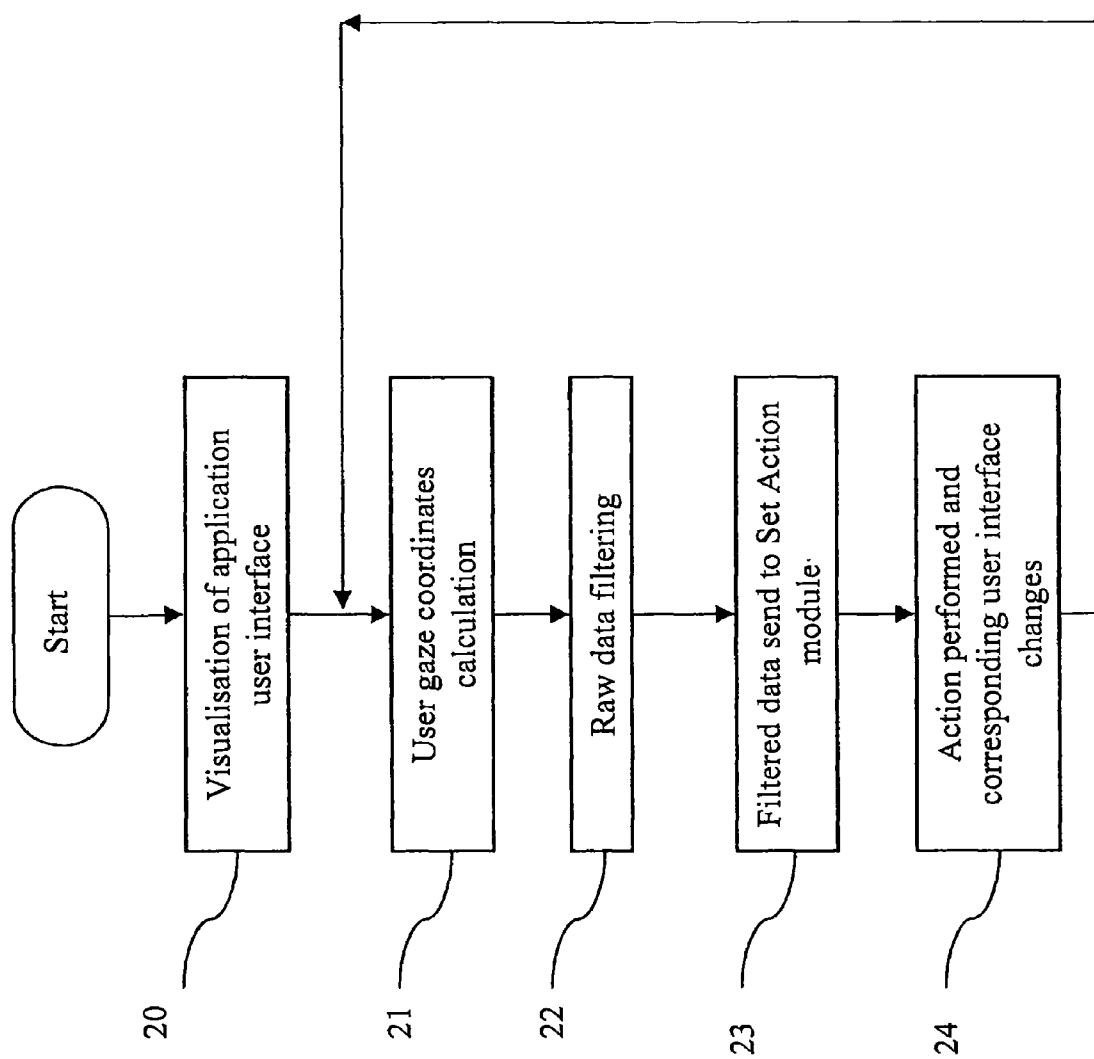 Start
20
Visualisation of application
user interface
21
User gaze coordinates
calculation
22
Raw data filtering
23
Filtered data send to Set Action
module
24
Action performed and
corresponding user interface
changes